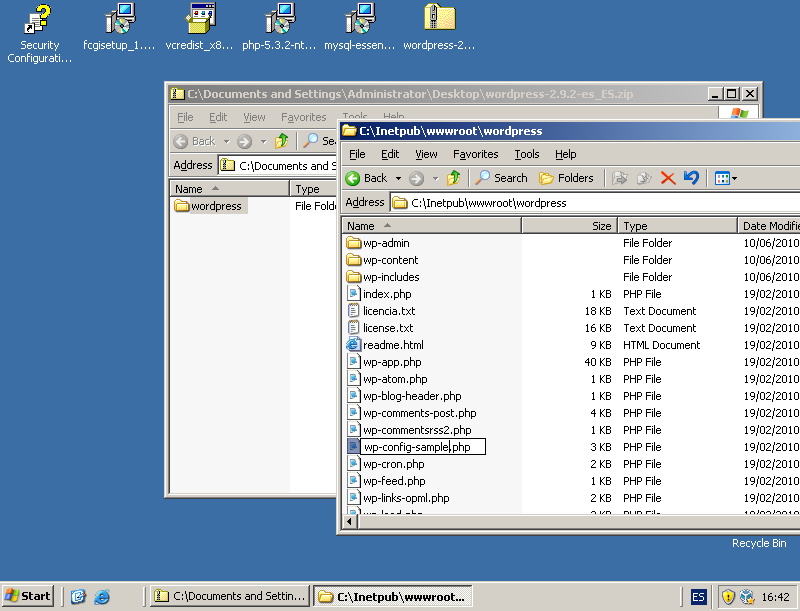 Security
Configurati...
fcgisetup_1....
vcredist_x8...
php-5.3.2-nt...
mysql-essen...
wordpress-2...
C:\Documents and Settings\Administrator\Desktop\wordpress-2.9.2-es_ES.zip
File Edit View Favorites Tools Help
Back
Address C:\Documents and S
Name Type
wordpress File Fold
C:\Inetpub\wwwroot\wordpress
File Edit View Favorites Tools Help
Back Search Folders
Address C:\Inetpub\wwwroot\wordpress
Name Size Type Date Modifie
wp-admin File Folder 10/06/2010
wp-content File Folder 10/06/2010
wp-includes File Folder 10/06/2010
index.php 1 KB PHP File 19/02/2010
licencia.txt 18 KB Text Document 19/02/2010
license.txt 16 KB Text Document 19/02/2010
readme.html 9 KB HTML Document 19/02/2010
wp-app.php 40 KB PHP File 19/02/2010
wp-atom.php 1 KB PHP File 19/02/2010
wp-blog-header.php 1 KB PHP File 19/02/2010
wp-comments-post.php 4 KB PHP File 19/02/2010
wp-commentsrss2.php 1 KB PHP File 19/02/2010
wp-config-sample.php 3 KB PHP File 19/02/2010
wp-cron.php 2 KB PHP File 19/02/2010
wp-feed.php 1 KB PHP File 19/02/2010
wp-links-opml.php 2 KB PHP File 19/02/2010
Recycle Bin
Start C:\Documents and Settin... C:\Inetpub\wwwroot... ES 16:42